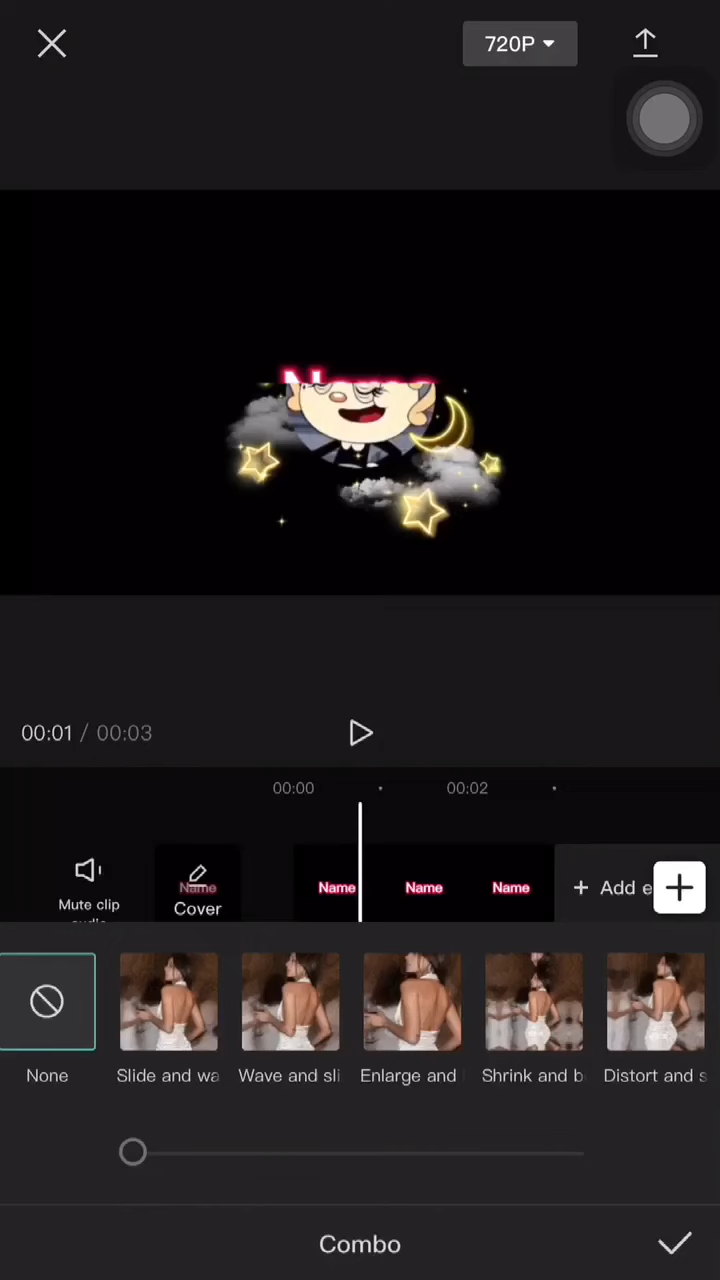 720P
00:01 / 00:03
00:00
00:02
Mute clip
Name
Cover
Name
Name
Name
+ Add e
None
Slide and wa
Wave and sli
Enlarge and
Shrink and b
Distort and s
Combo